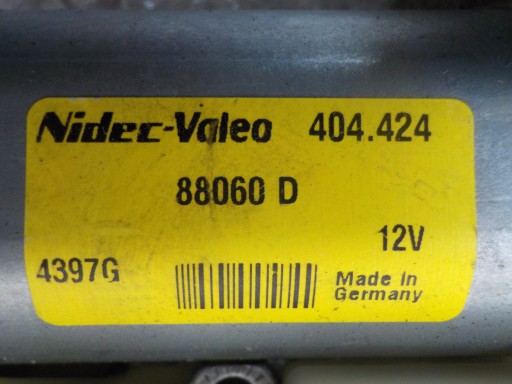 Nidec-Valeo 404.424
88060 D
12V
4397G
Made in
Germany